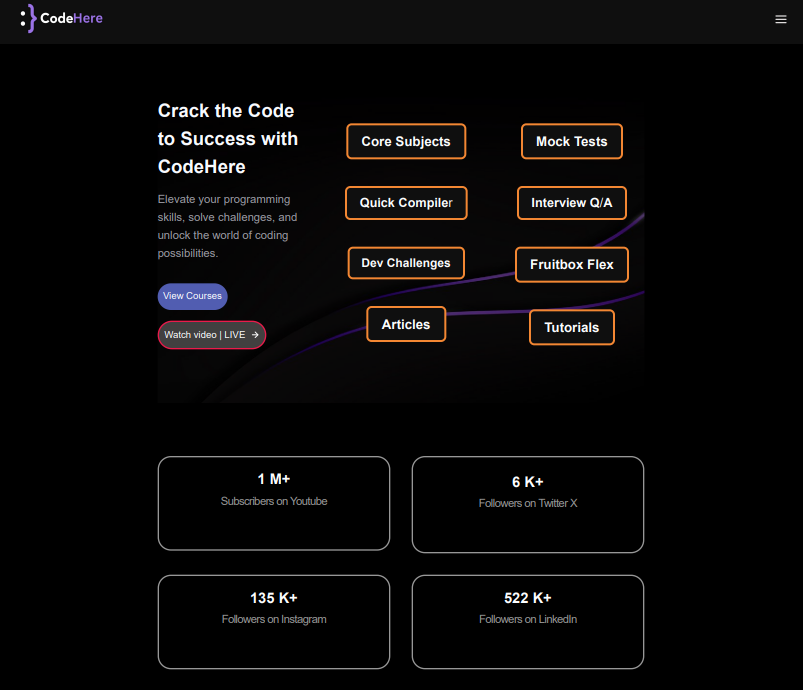 :} CodeHere
Crack the Code
to Success with
CodeHere
Elevate your programming
skills, solve challenges, and
unlock the world of coding
possibilities.
View Courses
Watch video | LIVE →
Core Subjects
Mock Tests
Quick Compiler
Interview Q/A
Dev Challenges
Fruitbox Flex
Articles
Tutorials
1 M+
Subscribers on Youtube
6 K+
Followers on Twitter X
135 K+
Followers on Instagram
522 K+
Followers on LinkedIn